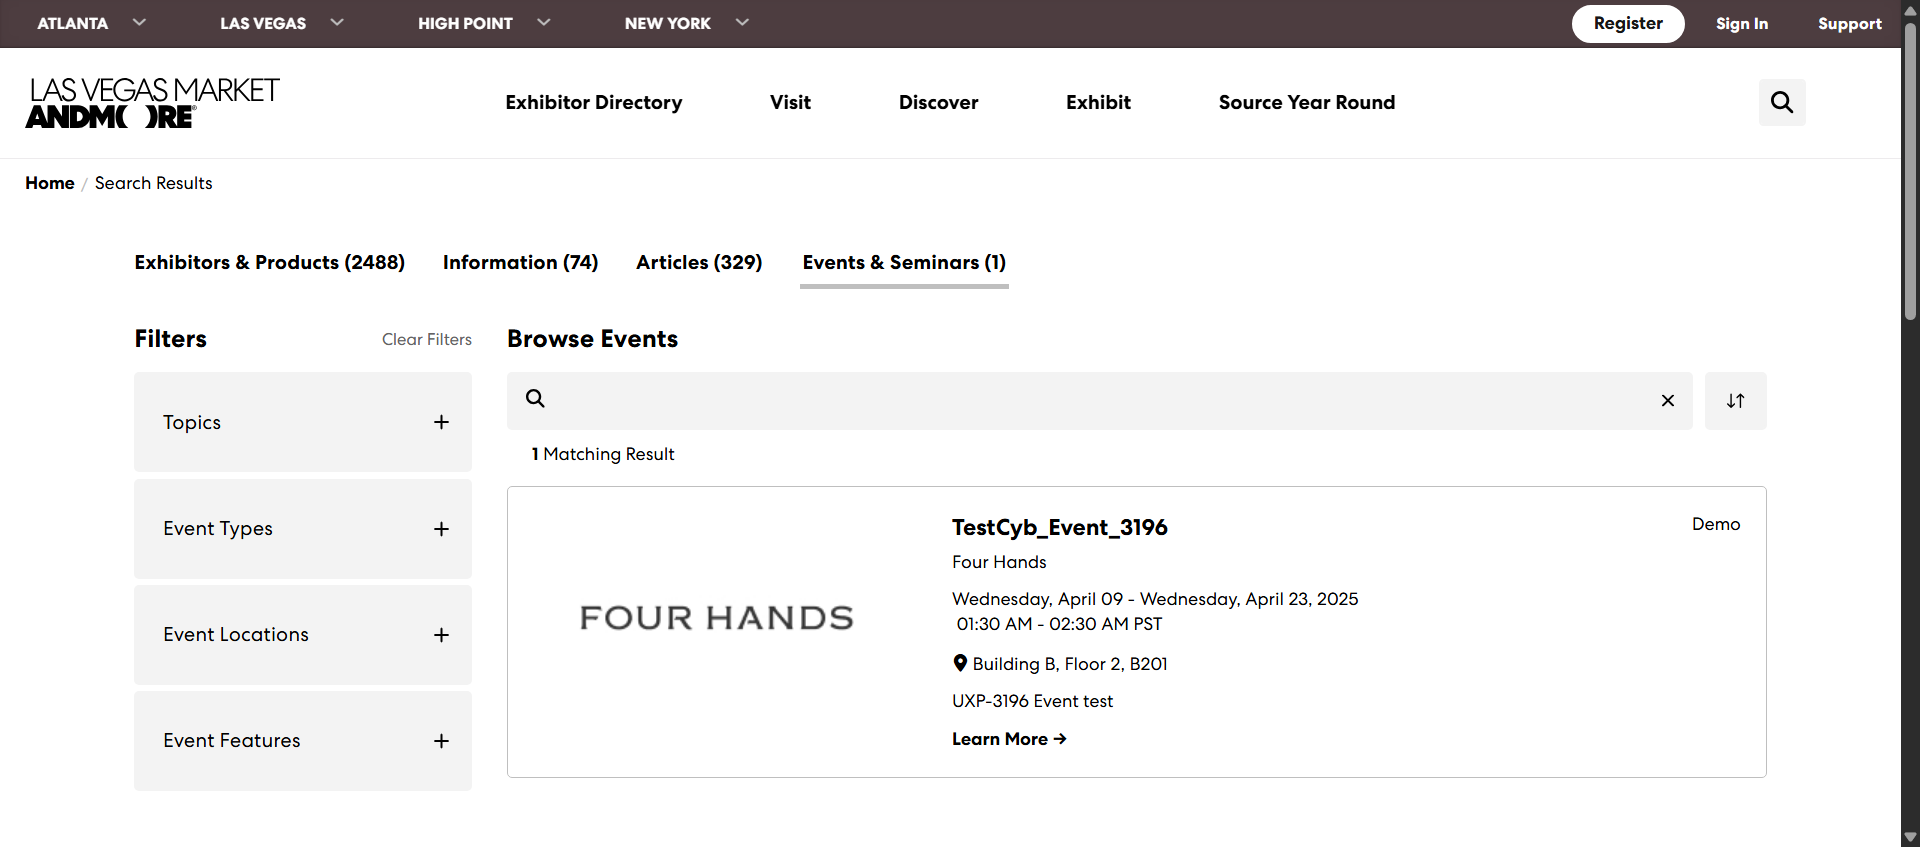 ATLANTA LAS VEGAS HIGH POINT NEW YORK Register Sign In Support
LAS VEGAS MARKET
ANDMORE®
Exhibitor Directory Visit Discover Exhibit Source Year Round
Home / Search Results
Exhibitors & Products (2488) Information (74) Articles (329) Events & Seminars (1)
Filters Clear Filters
Topics
Event Types
Event Locations
Event Features
Browse Events
1 Matching Result
FOUR HANDS
TestCyb_Event_3196 Demo
Four Hands
Wednesday, April 09 - Wednesday, April 23, 2025
01:30 AM - 02:30 AM PST
Building B, Floor 2, B201
UXP-3196 Event test
Learn More →